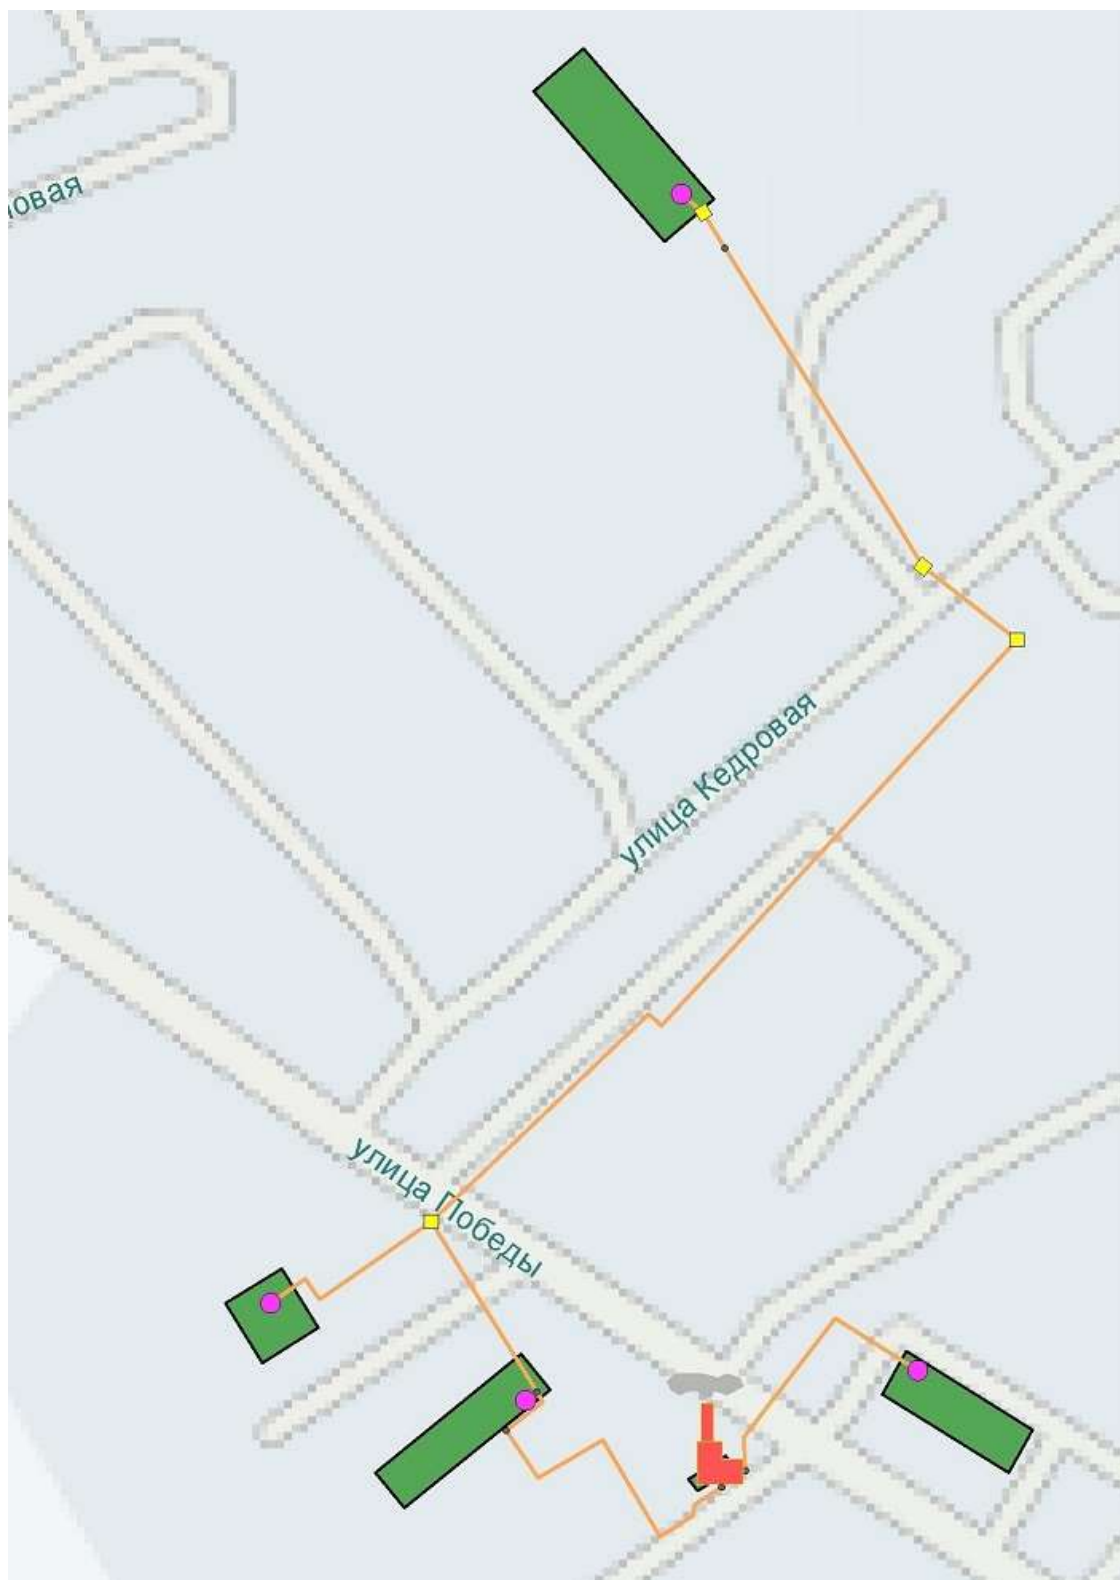 овая
улица Кедровая
улица Победы